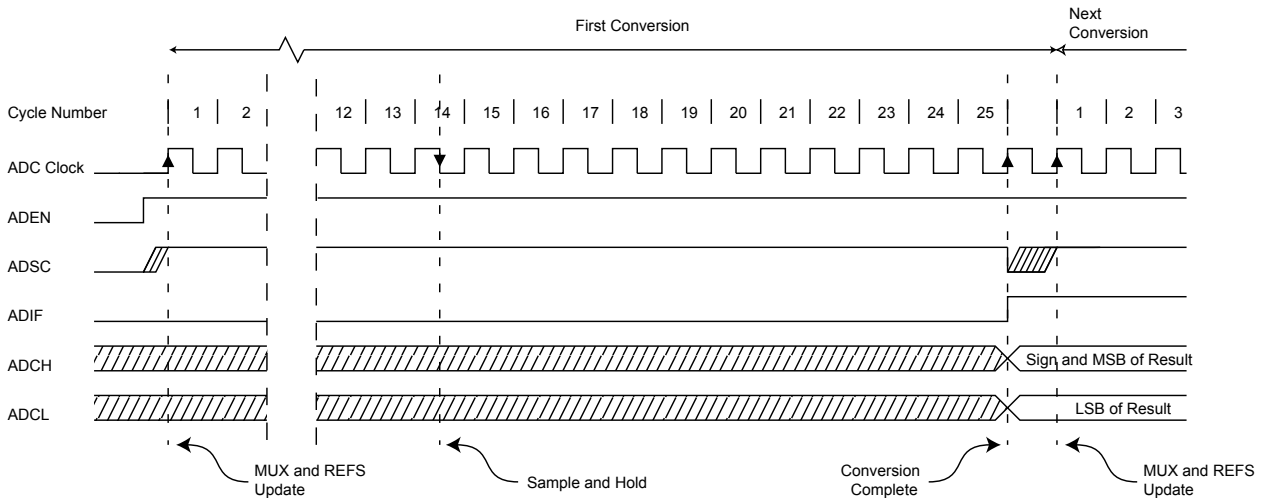 First Conversion
Next
Conversion
Cycle Number 1 2 12 13 14 15 16 17 18 19 20 21 22 23 24 25 1 2 3
ADC Clock
ADEN
ADSC
ADIF
ADCH Sign and MSB of Result
ADCL LSB of Result
MUX and REFS
Update
Sample and Hold
Conversion
Complete
MUX and REFS
Update